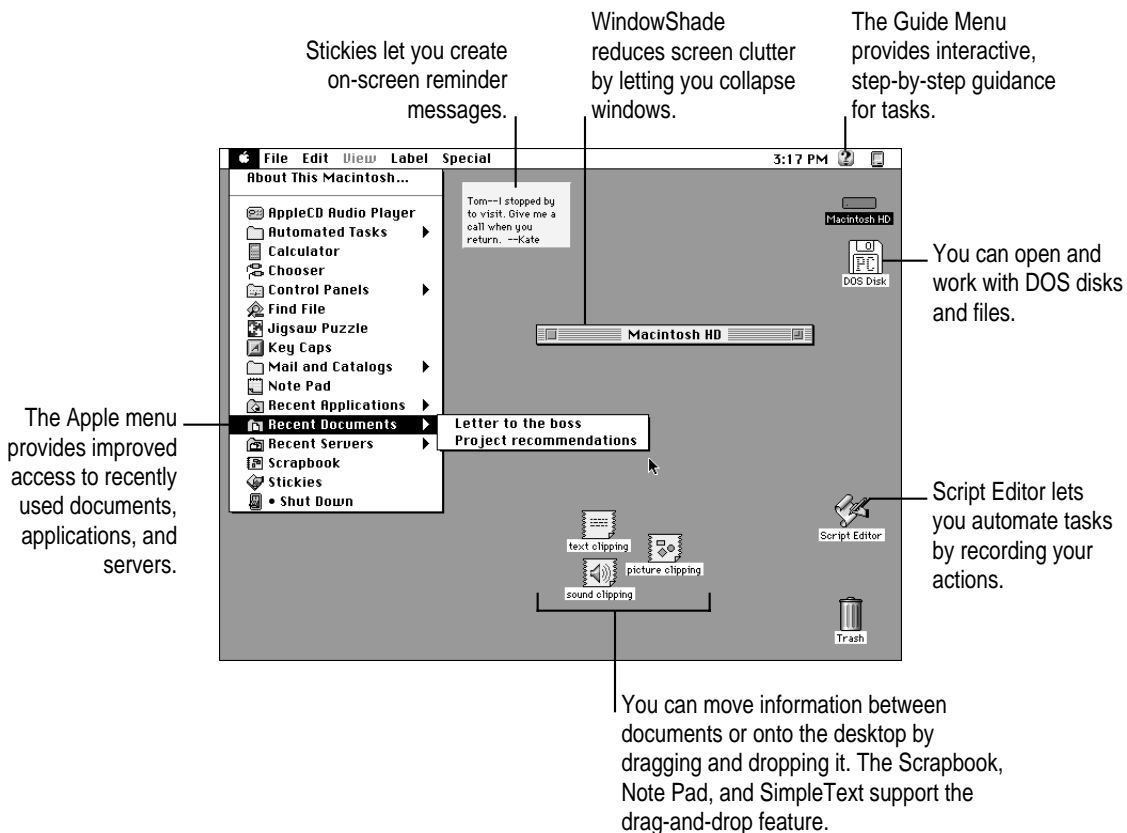 Stickies let you create
on-screen reminder
messages.
WindowShade
reduces screen clutter
by letting you collapse
windows.
The Guide Menu
provides interactive,
step-by-step guidance
for tasks.
File Edit View Label Special
3:17 PM
About This Macintosh...
AppleCD Audio Player
Automated Tasks
Calculator
Chooser
Control Panels
Find File
Jigsaw Puzzle
Key Caps
Mail and Catalogs
Note Pad
Recent Applications
Recent Documents
Recent Servers
Scrapbook
Stickies
• Shut Down
Letter to the boss
Project recommendations
Tom--I stopped by
to visit. Give me a
call when you
return. --Kate
Macintosh HD
Macintosh HD
PC
DOS Disk
You can open and
work with DOS disks
and files.
The Apple menu
provides improved
access to recently
used documents,
applications, and
servers.
text clipping
picture clipping
sound clipping
Script Editor
Script Editor lets
you automate tasks
by recording your
actions.
Trash
You can move information between
documents or onto the desktop by
dragging and dropping it. The Scrapbook,
Note Pad, and SimpleText support the
drag-and-drop feature.